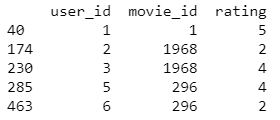 user_id movie_id rating
40 1 1 5
174 2 1968 2
230 3 1968 4
285 5 296 4
463 6 296 2